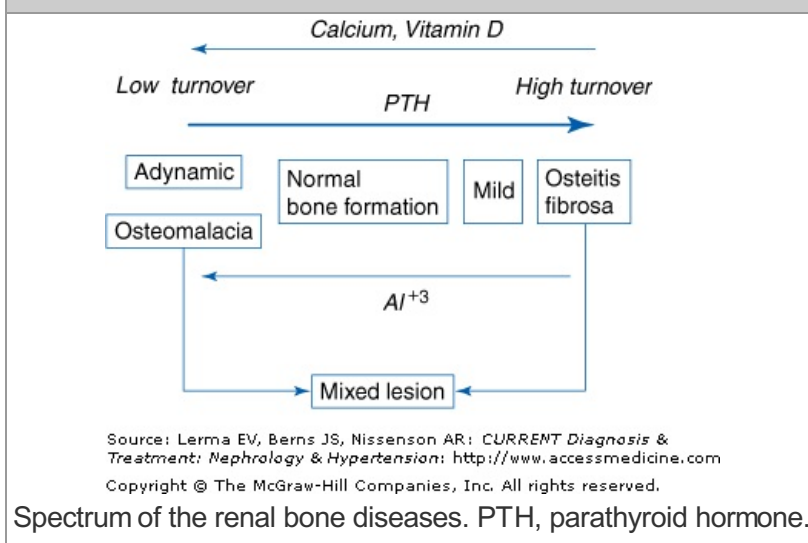 Calcium, Vitamin D
Low turnover
High turnover
PTH
Adynamic
Normal
bone formation
Mild
Osteitis
fibrosa
Osteomalacia
Al+3
Mixed lesion
Source: Lerma EV, Berns JS, Nissenson AR: CURRENT Diagnosis &
Treatment: Nephrology & Hypertension: http://www.accessmedicine.com
Copyright © The McGraw-Hill Companies, Inc. All rights reserved.
Spectrum of the renal bone diseases. PTH, parathyroid hormone.